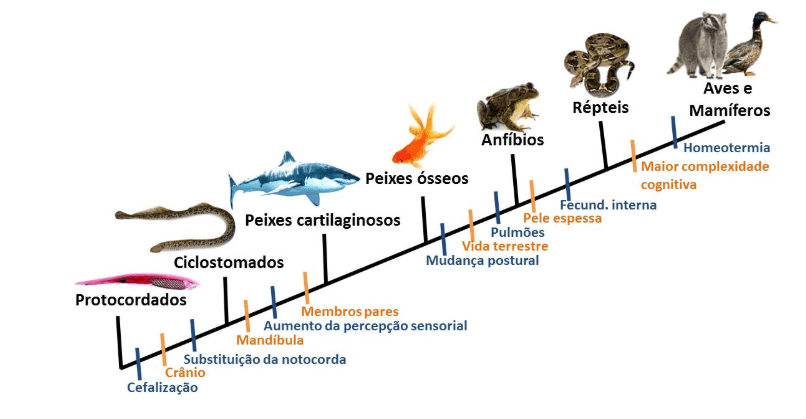 Aves e
Mamíferos
Répteis
Anfíbios
Peixes ósseos
Peixes cartilaginosos
Ciclostomados
Protocordados
Homeotermia
Maior complexidade
cognitiva
Fecund. interna
Pele espessa
Pulmões
Vida terrestre
Mudança postural
Membros pares
Aumento da percepção sensorial
Mandíbula
Substituição da notocorda
Crânio
Cefalização